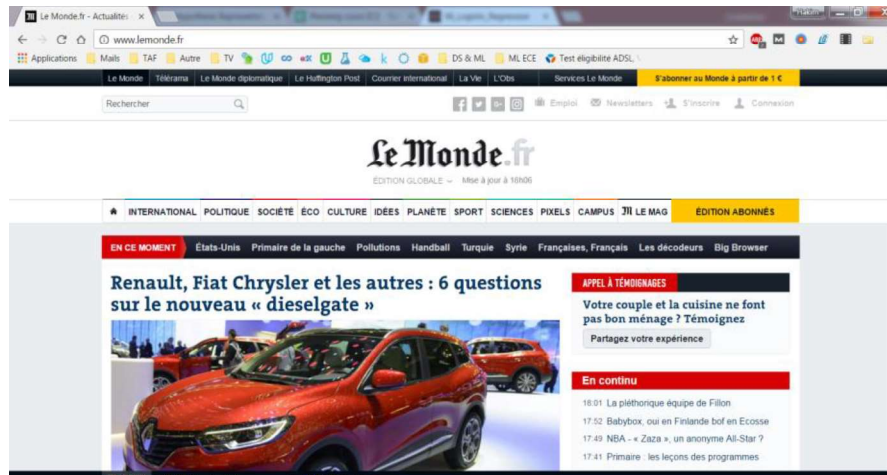 Le Monde.fr - Actualités
www.lemonde.fr
Applications Mails TAF Autre TV DS & ML ML ECE Test éligibilité ADSL,
Le Monde Télérama Le Monde diplomatique Le Huffington Post Courrier international La Vie L'Obs Services Le Monde S'abonner au Monde à partir de 1 €
Rechercher Emploi Newsletters S'inscrire Connexion
Le Monde.fr
ÉDITION GLOBALE Mise à jour à 18h06
INTERNATIONAL POLITIQUE SOCIÉTÉ ÉCO CULTURE IDÉES PLANÈTE SPORT SCIENCES PIXELS CAMPUS M LE MAG ÉDITION ABONNÉS
EN CE MOMENT États-Unis Primaire de la gauche Pollutions Handball Turquie Syrie Françaises, Français Les décodeurs Big Browser
Renault, Fiat Chrysler et les autres : 6 questions
sur le nouveau « dieselgate »
APPEL À TÉMOIGNAGES
Votre couple et la cuisine ne font
pas bon ménage ? Témoignez
Partagez votre expérience
En continu
18:01 La pléthorique équipe de Fillon
17:52 Babybox, oui en Finlande bof en Ecosse
17:49 NBA - « Zaza », un anonyme All-Star ?
17:41 Primaire : les leçons des programmes